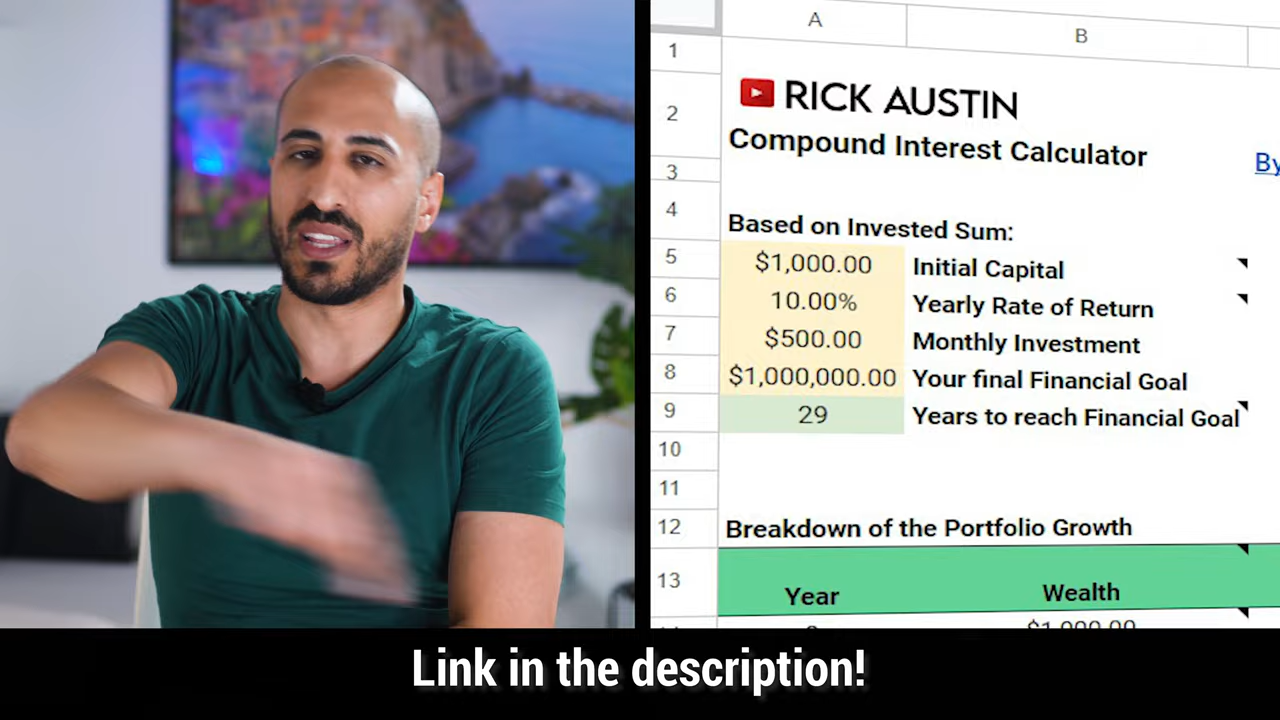 A B
1
2 RICK AUSTIN
Compound Interest Calculator By
3
4 Based on Invested Sum:
5 $1,000.00 Initial Capital
6 10.00% Yearly Rate of Return
7 $500.00 Monthly Investment
8 $1,000,000.00 Your final Financial Goal
9 29 Years to reach Financial Goal
10
11
12 Breakdown of the Portfolio Growth
13 Year Wealth
$1,000.00
Link in the description!